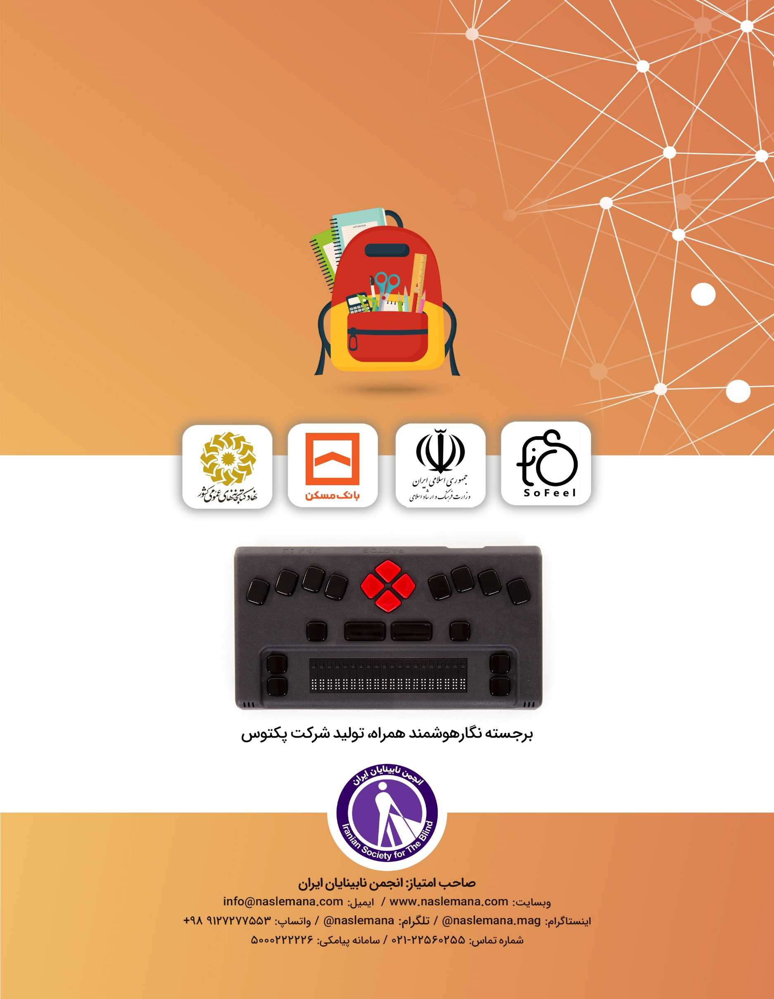 NOTEBOOK
SoFeel
جمهوری اسلامی ایران
وزارت فرهنگ و ارشاد اسلامی
بانک مسکن
نهاد کتابخانه‌های عمومی کشور
PACTOS
برجسته نگارهوشمند همراه، تولید شرکت پکتوس
انجمن نابینایان ایران
Iranian Society for The Blind
صاحب امتیاز: انجمن نابینایان ایران
وبسایت: www.naslemana.com / ایمیل: info@naslemana.com
اینستاگرام: @naslemana.mag / تلگرام: @naslemana / واتساپ: ۹۱۲۷۲۷۷۵۵۳ ۹۸+
شماره تماس: ۰۲۱-۲۲۵۶۰۲۵۵ / سامانه پیامکی: ۵۰۰۰۲۲۲۲۲۶